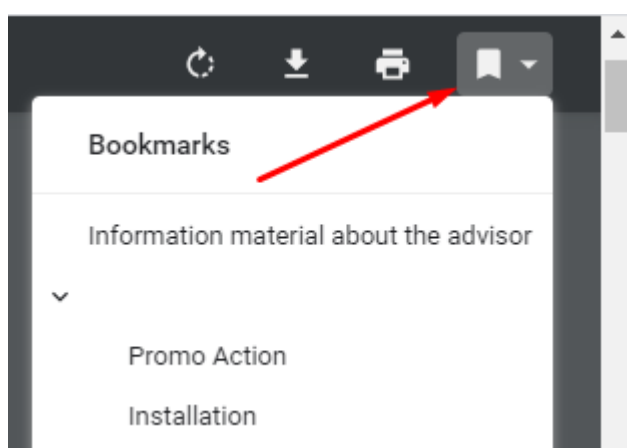 Bookmarks
Information material about the advisor
Promo Action
Installation